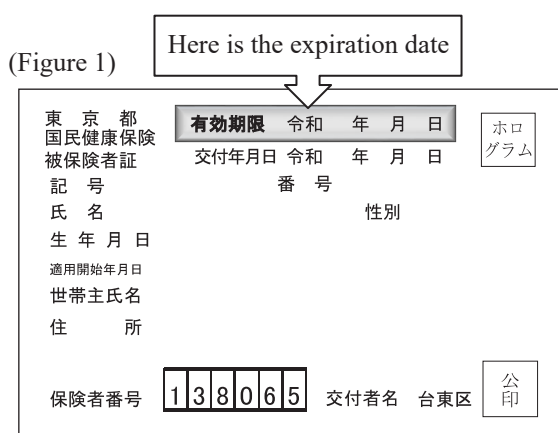 Here is the expiration date
(Figure 1)
東京都
国民健康保険
被保険者証
有効期限 令和 年 月 日
交付年月日 令和 年 月 日
ホロ
グラム
記号 番号
氏名 性別
生年月日
適用開始年月日
世帯主氏名
住所
保険者番号 138065 交付者名 台東区
公
印